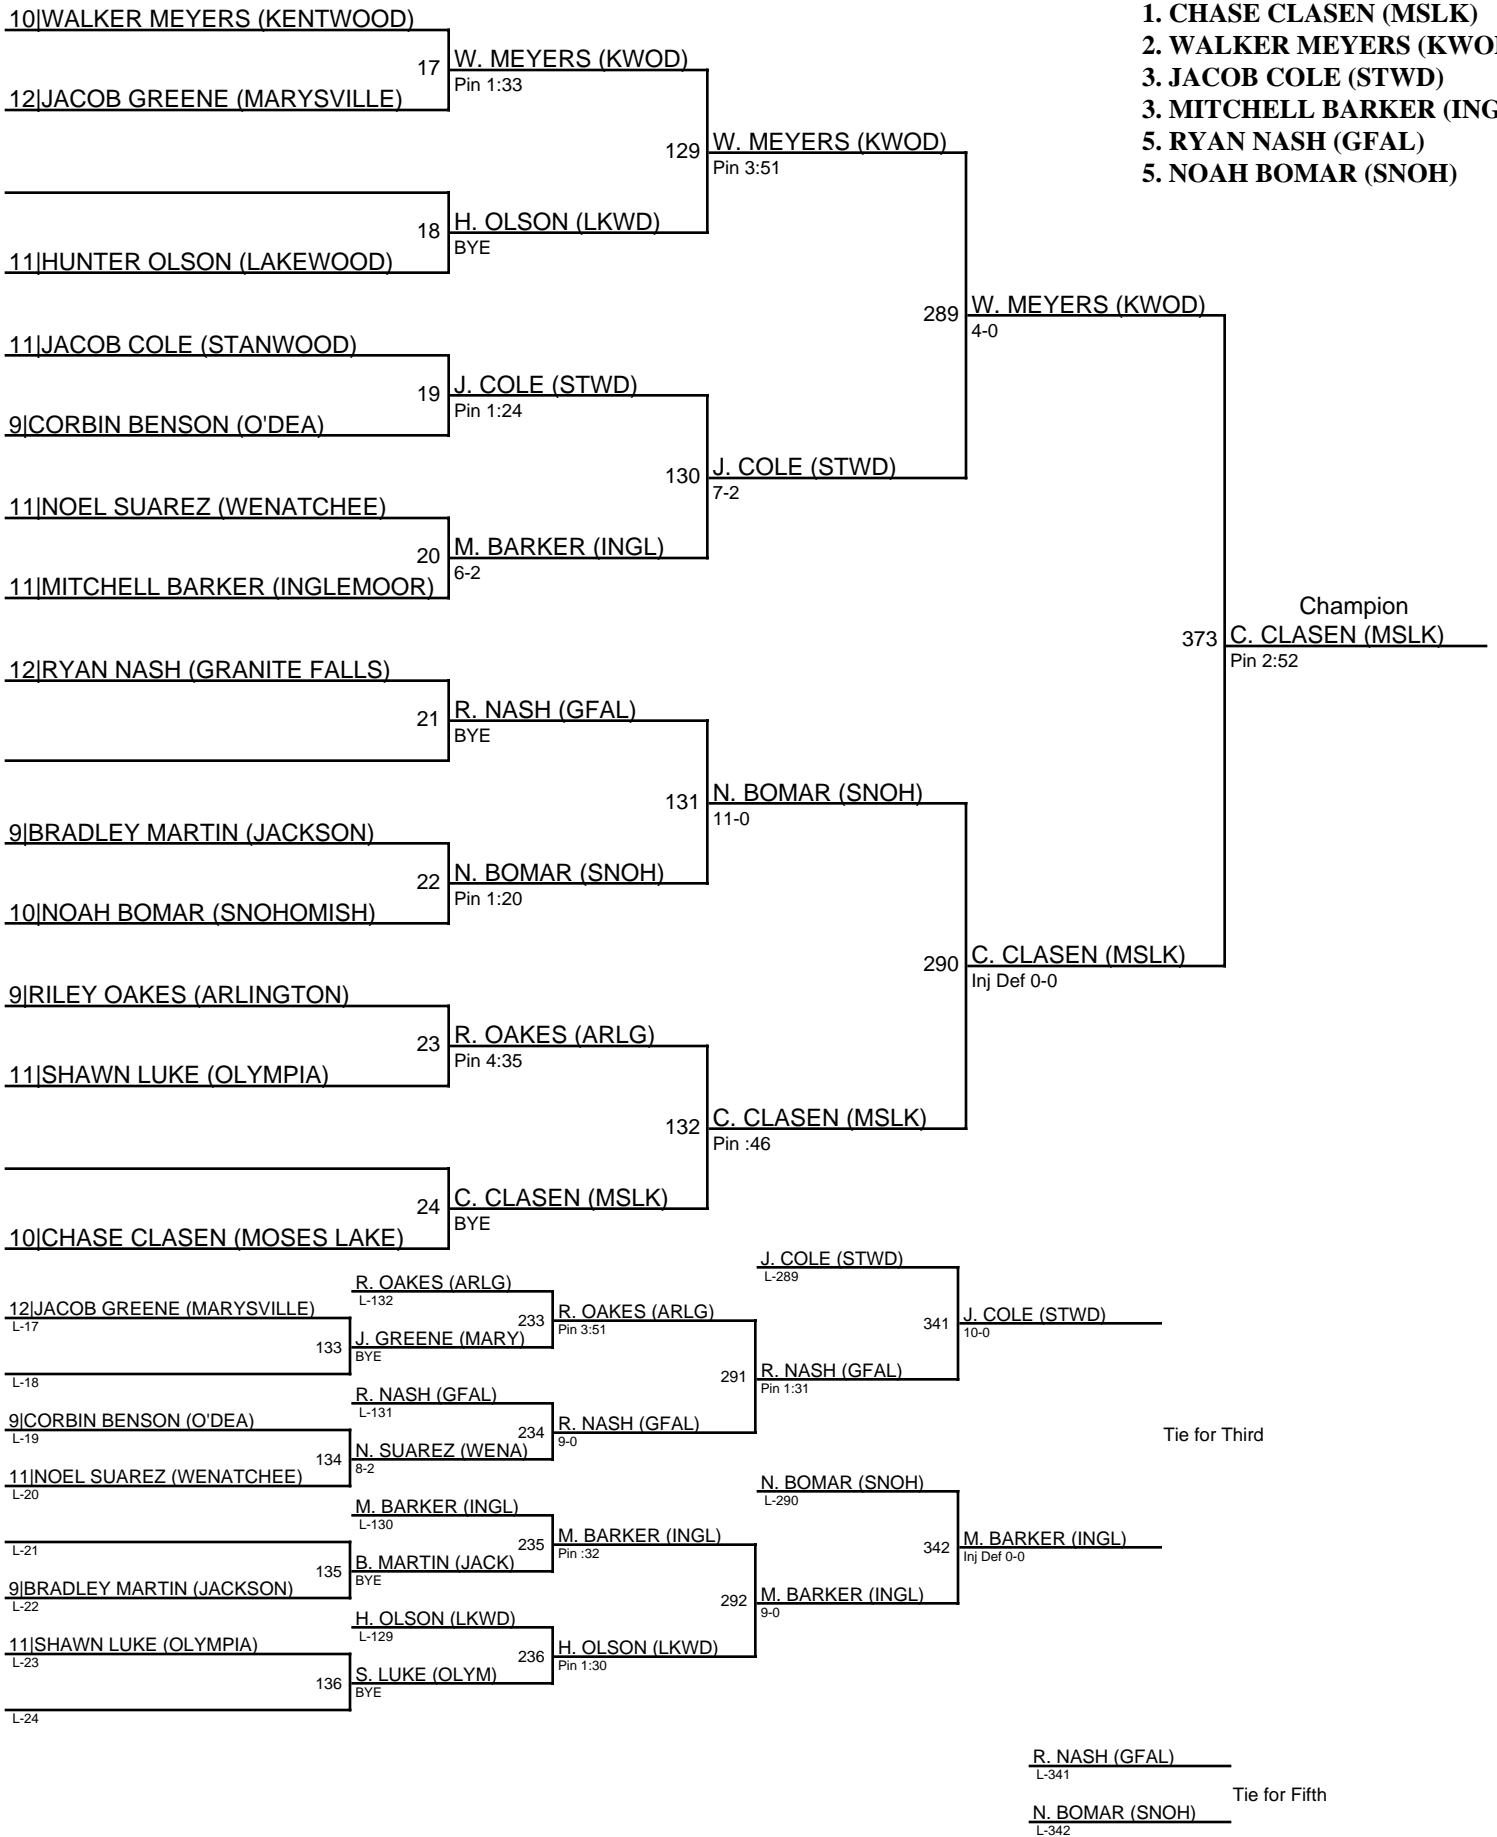 1. CHASE CLASEN (MSLK)
2. WALKER MEYERS (KWOD
3. JACOB COLE (STWD)
3. MITCHELL BARKER (ING
5. RYAN NASH (GFAL)
5. NOAH BOMAR (SNOH)
10|WALKER MEYERS (KENTWOOD)
17
W. MEYERS (KWOD)
Pin 1:33
12|JACOB GREENE (MARYSVILLE)
129
W. MEYERS (KWOD)
Pin 3:51
18
H. OLSON (LKWD)
BYE
11|HUNTER OLSON (LAKEWOOD)
289
W. MEYERS (KWOD)
4-0
11|JACOB COLE (STANWOOD)
19
J. COLE (STWD)
Pin 1:24
9|CORBIN BENSON (O'DEA)
130
J. COLE (STWD)
7-2
11|NOEL SUAREZ (WENATCHEE)
20
M. BARKER (INGL)
6-2
11|MITCHELL BARKER (INGLEMOOR)
Champion
373
C. CLASEN (MSLK)
Pin 2:52
12|RYAN NASH (GRANITE FALLS)
21
R. NASH (GFAL)
BYE
131
N. BOMAR (SNOH)
11-0
9|BRADLEY MARTIN (JACKSON)
22
N. BOMAR (SNOH)
Pin 1:20
10|NOAH BOMAR (SNOHOMISH)
290
C. CLASEN (MSLK)
Inj Def 0-0
9|RILEY OAKES (ARLINGTON)
23
R. OAKES (ARLG)
Pin 4:35
11|SHAWN LUKE (OLYMPIA)
132
C. CLASEN (MSLK)
Pin :46
24
C. CLASEN (MSLK)
BYE
10|CHASE CLASEN (MOSES LAKE)
J. COLE (STWD)
L-289
R. OAKES (ARLG)
L-132
12|JACOB GREENE (MARYSVILLE)
L-17
233
R. OAKES (ARLG)
Pin 3:51
341
J. COLE (STWD)
10-0
133
J. GREENE (MARY)
BYE
L-18
291
R. NASH (GFAL)
Pin 1:31
R. NASH (GFAL)
L-131
9|CORBIN BENSON (O'DEA)
L-19
234
R. NASH (GFAL)
9-0
Tie for Third
134
N. SUAREZ (WENA)
8-2
11|NOEL SUAREZ (WENATCHEE)
L-20
N. BOMAR (SNOH)
L-290
M. BARKER (INGL)
L-130
L-21
235
M. BARKER (INGL)
Pin :32
342
M. BARKER (INGL)
Inj Def 0-0
135
B. MARTIN (JACK)
BYE
9|BRADLEY MARTIN (JACKSON)
L-22
292
M. BARKER (INGL)
9-0
H. OLSON (LKWD)
L-129
11|SHAWN LUKE (OLYMPIA)
L-23
236
H. OLSON (LKWD)
Pin 1:30
136
S. LUKE (OLYM)
BYE
L-24
R. NASH (GFAL)
L-341
Tie for Fifth
N. BOMAR (SNOH)
L-342